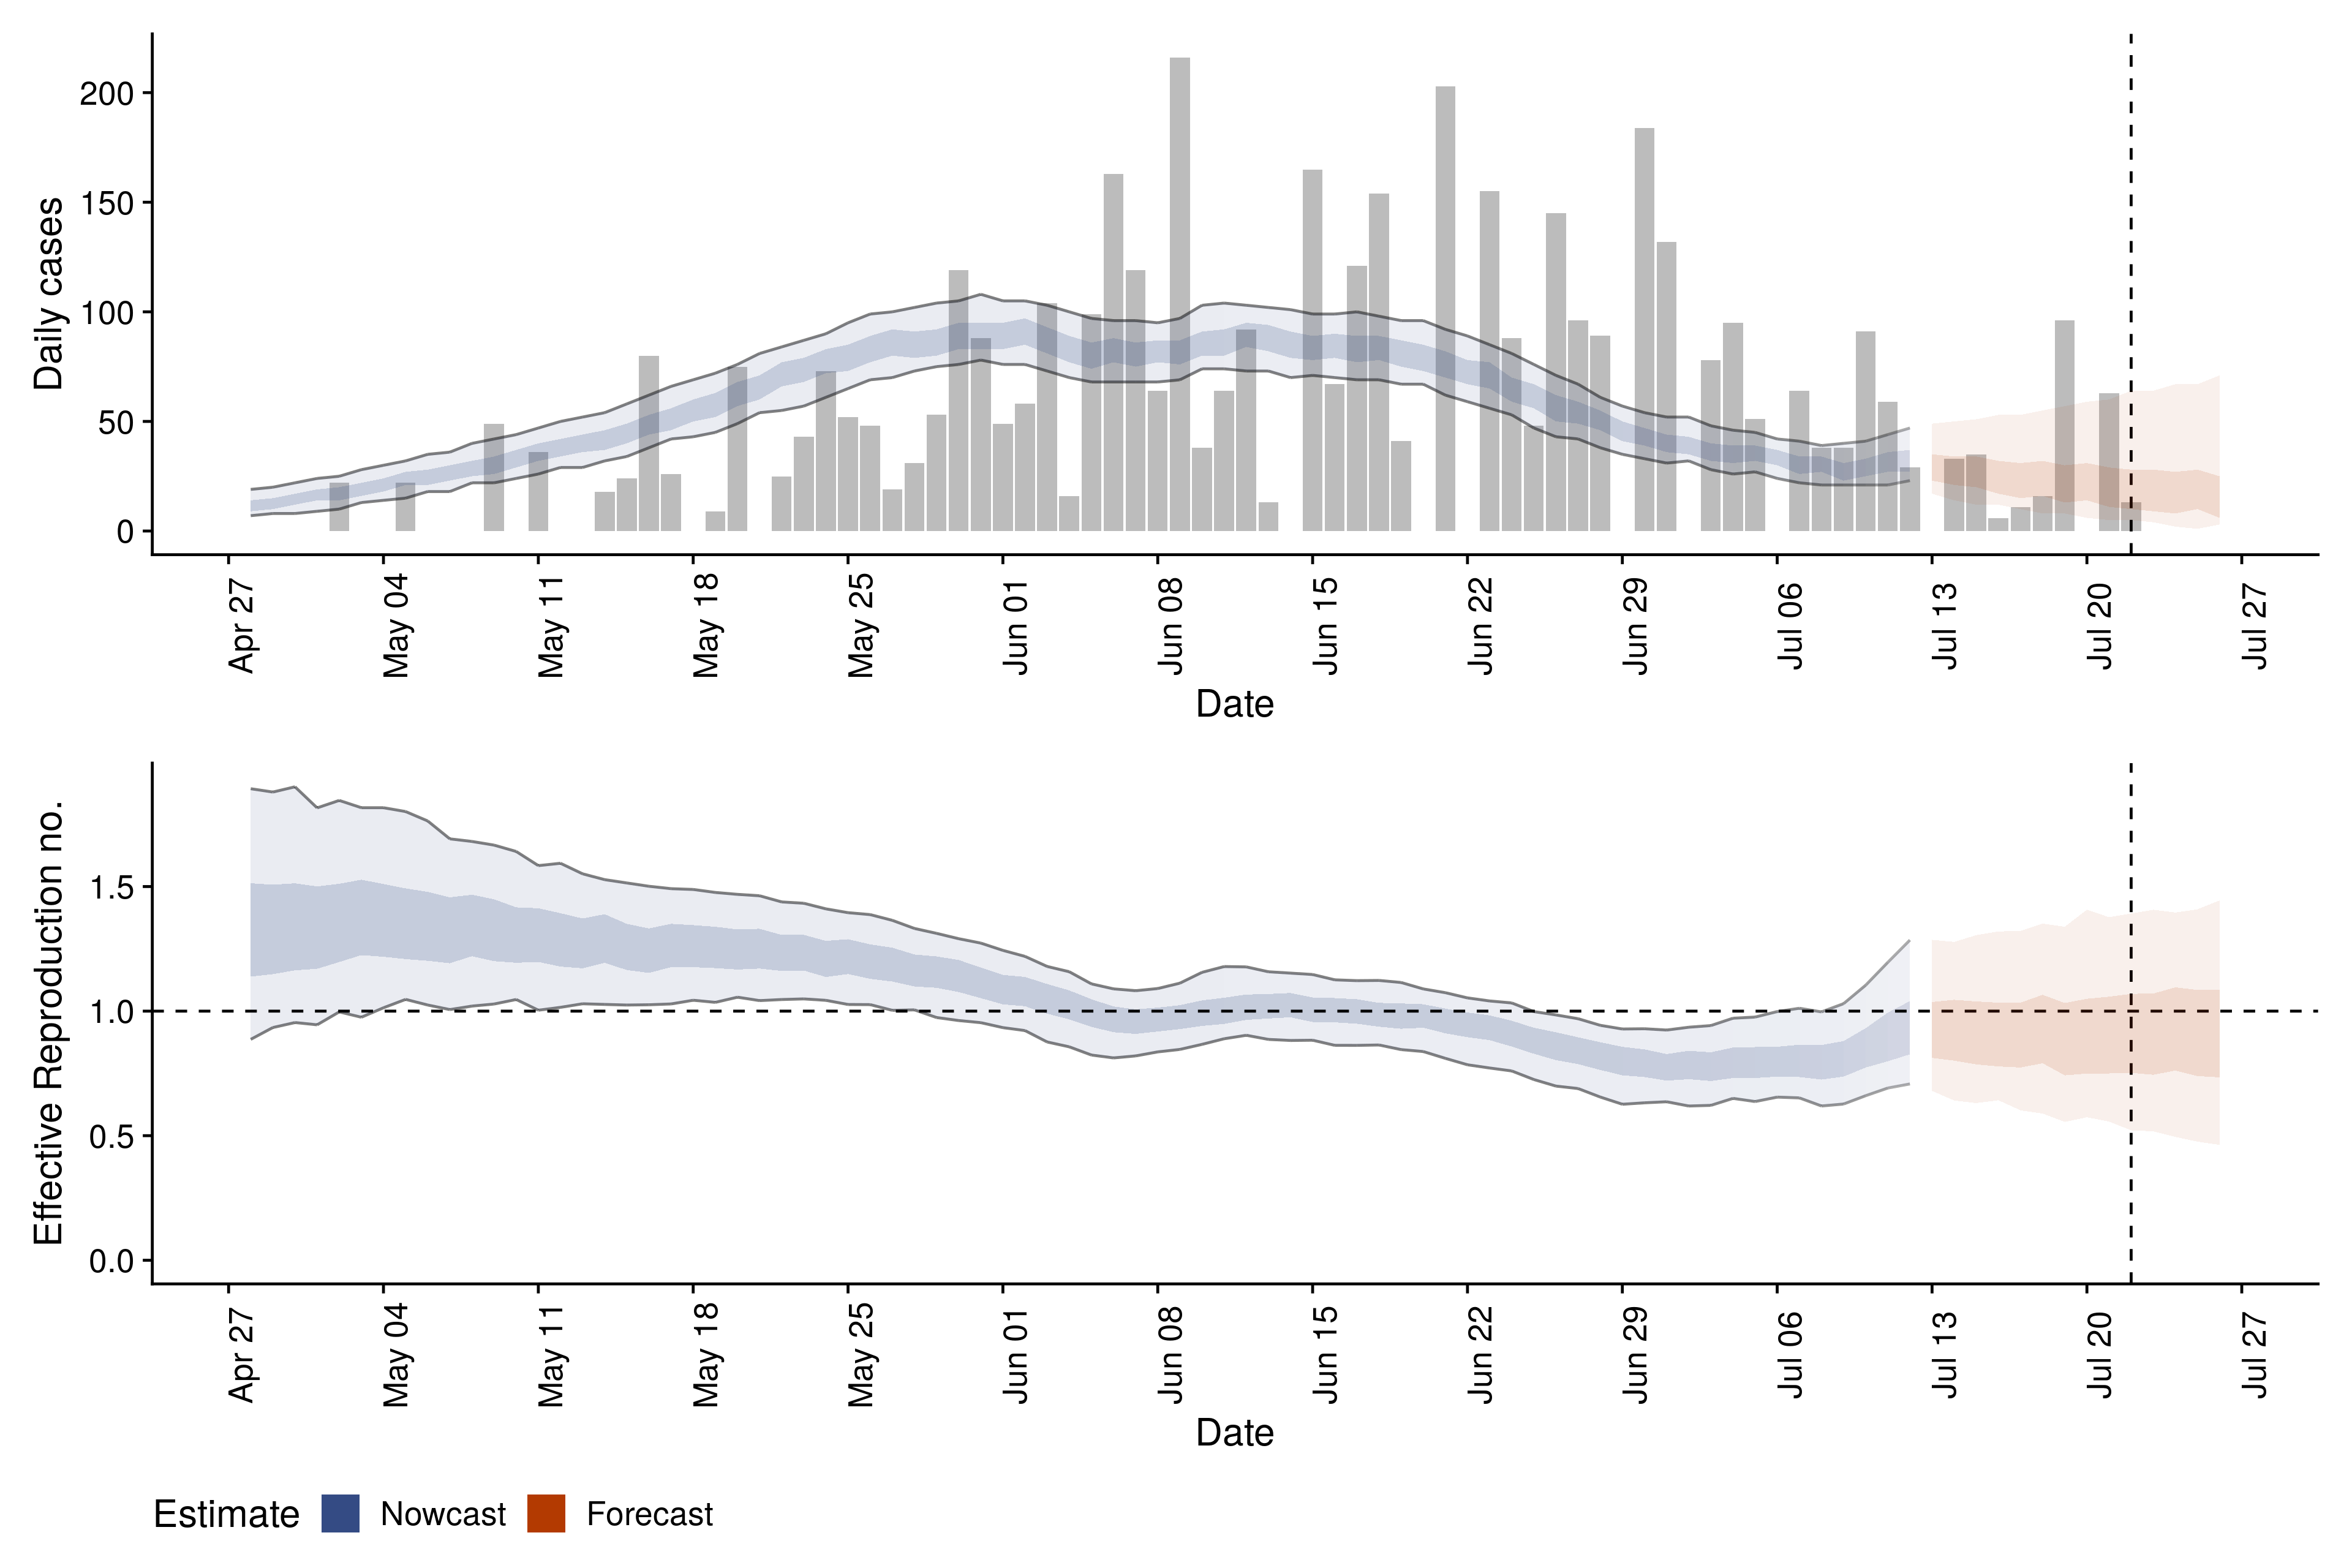 Daily cases
200
150
100
50
0
Apr 27
May 04
May 11
May 18
May 25
Jun 01
Jun 08
Jun 15
Jun 22
Jun 29
Jul 06
Jul 13
Jul 20
Jul 27
Date
Effective Reproduction no.
1.5
1.0
0.5
0.0
Apr 27
May 04
May 11
May 18
May 25
Jun 01
Jun 08
Jun 15
Jun 22
Jun 29
Jul 06
Jul 13
Jul 20
Jul 27
Date
Estimate Nowcast Forecast